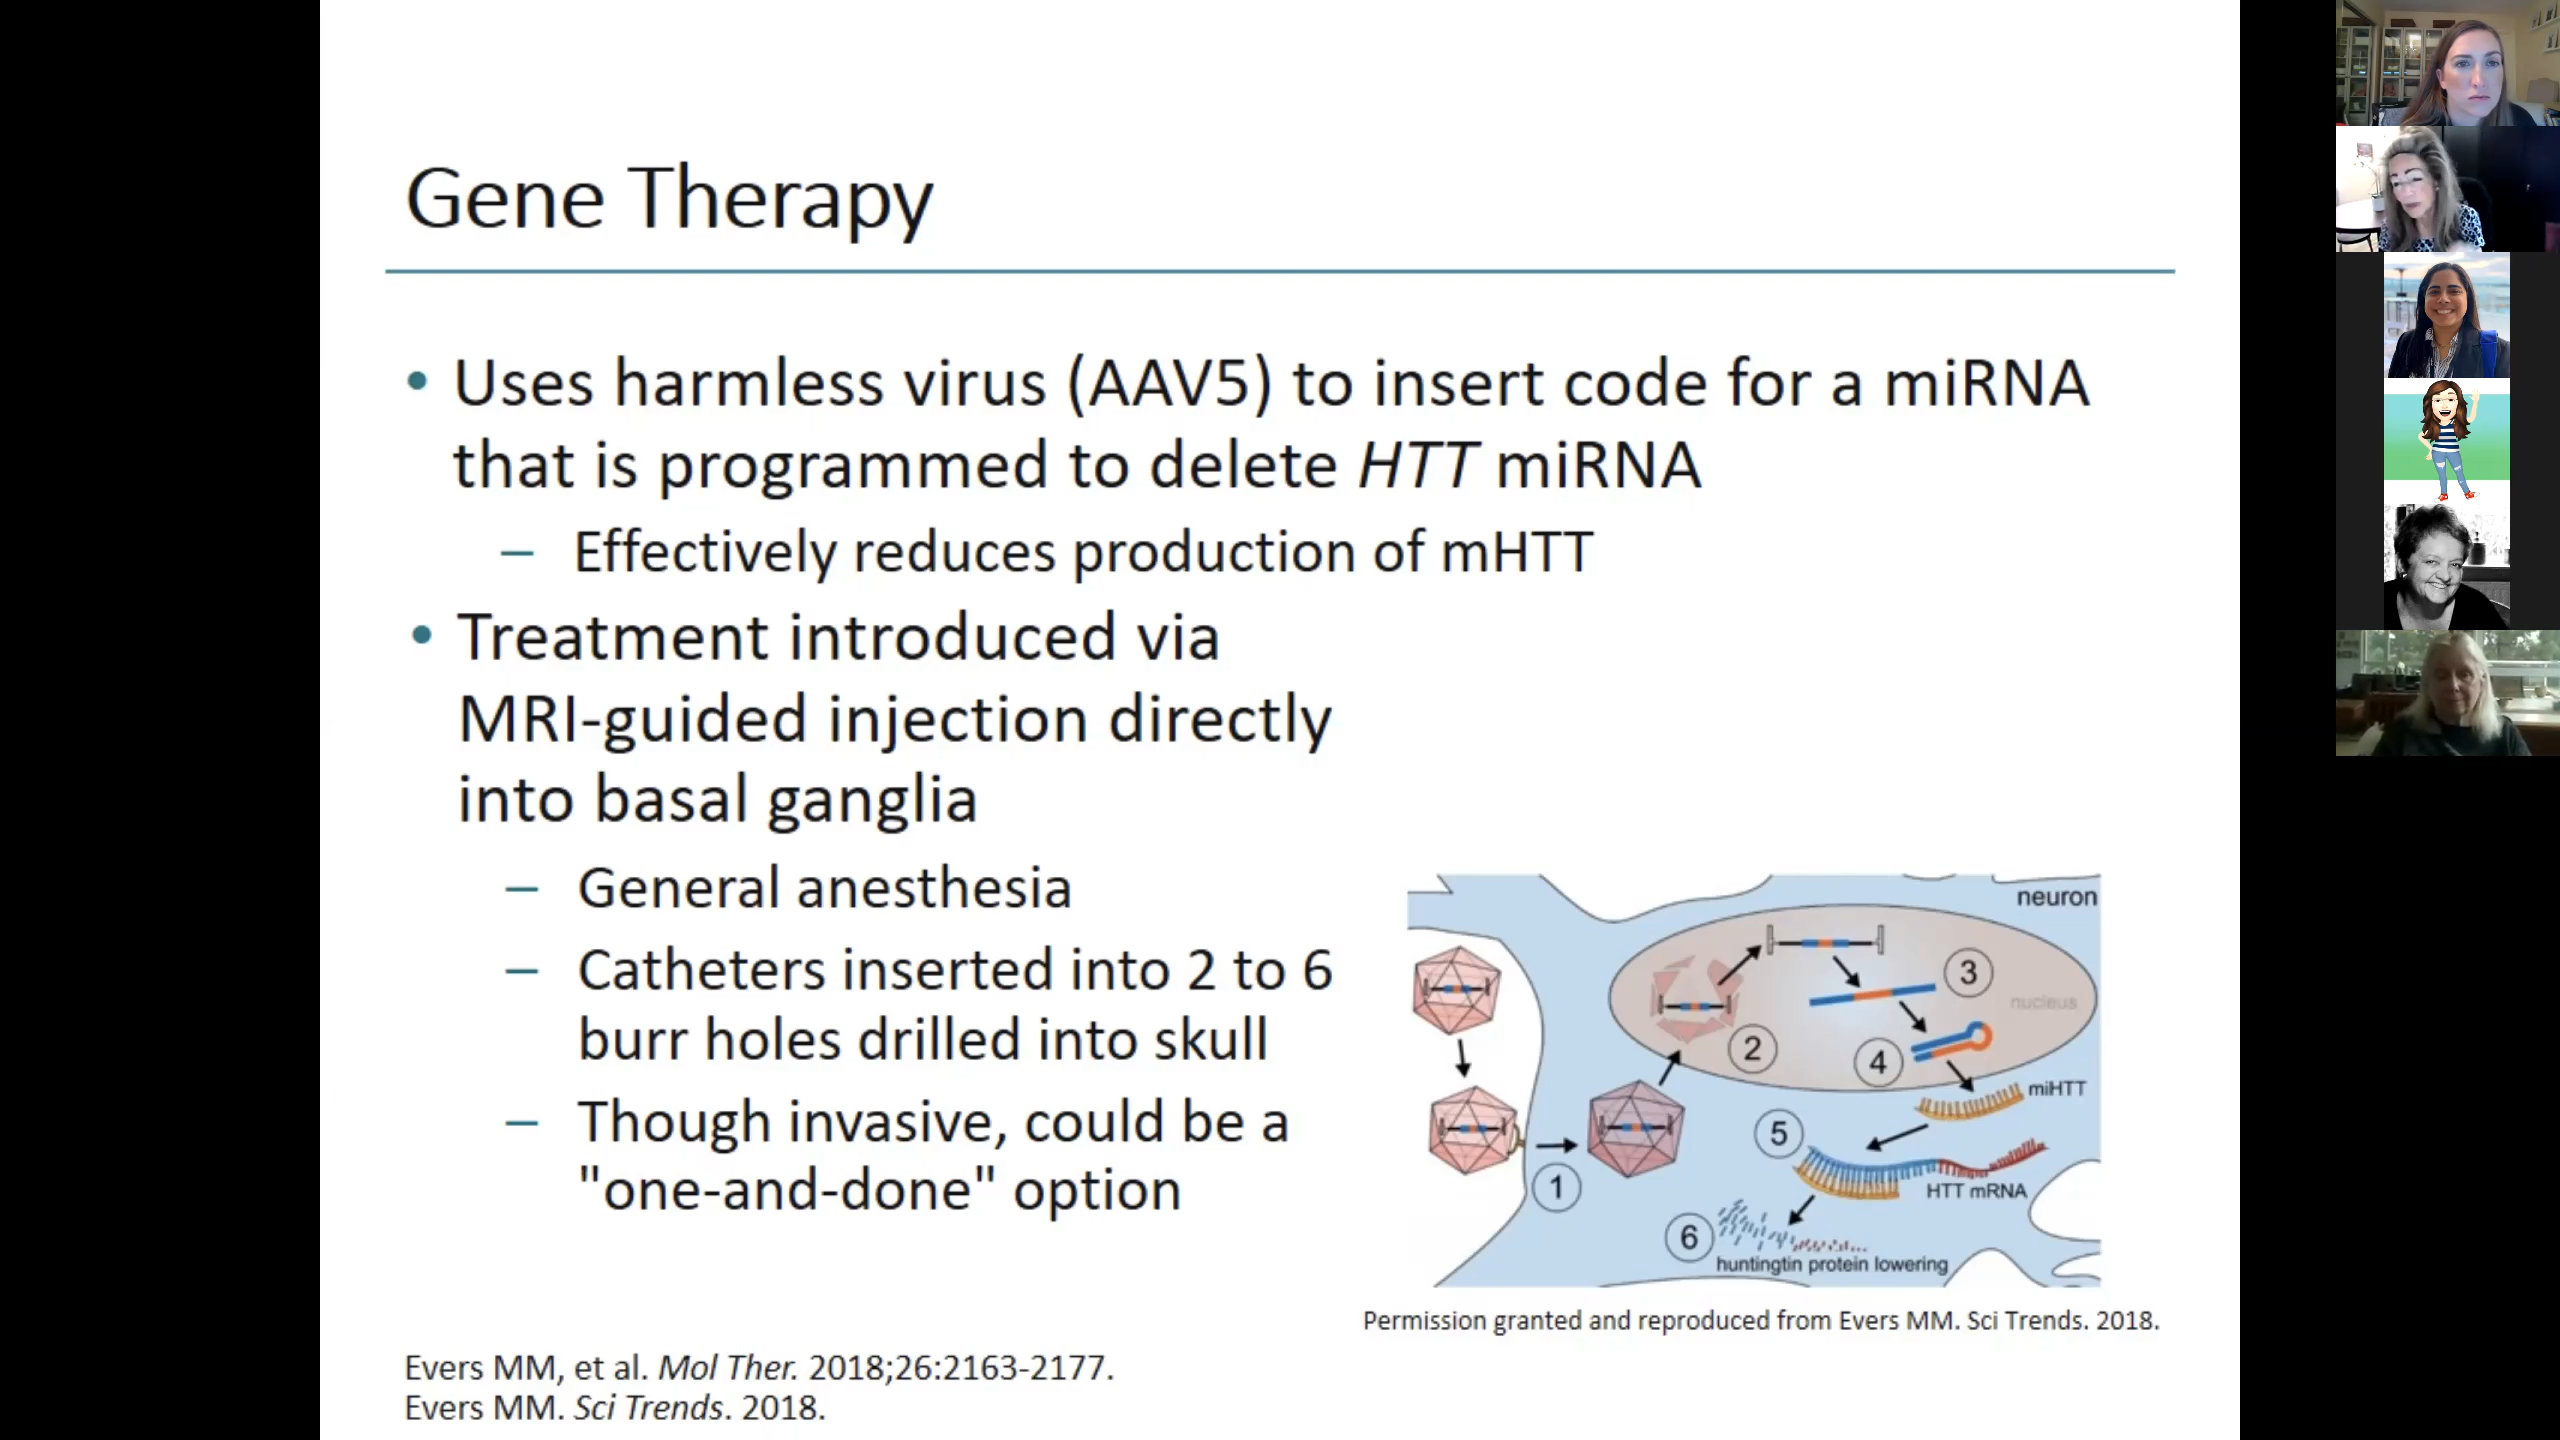 Gene Therapy
• Uses harmless virus (AAV5) to insert code for a miRNA
that is programmed to delete HTT miRNA
– Effectively reduces production of mHTT
• Treatment introduced via
MRI-guided injection directly
into basal ganglia
– General anesthesia
– Catheters inserted into 2 to 6
burr holes drilled into skull
– Though invasive, could be a
"one-and-done" option
neuron
3
nucleus
2
4
miHTT
5
1
HTT mRNA
6
huntingtin protein lowering
Permission granted and reproduced from Evers MM. Sci Trends. 2018.
Evers MM, et al. Mol Ther. 2018;26:2163-2177.
Evers MM. Sci Trends. 2018.